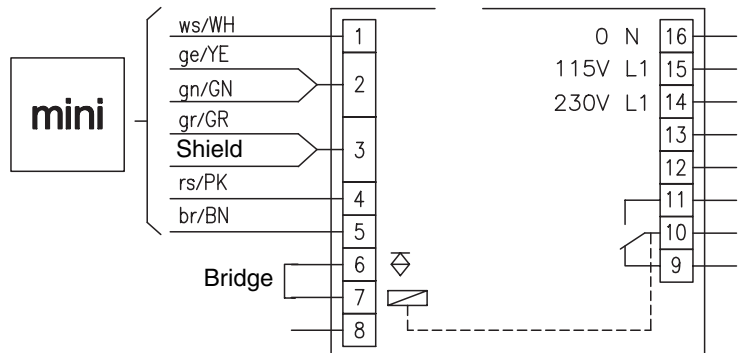 ws/WH
ge/YE
gn/GN
gr/GR
Shield
rs/PK
br/BN
mini
Bridge
1
2
3
4
5
6
7
8
0 N 16
115V L1 15
230V L1 14
13
12
11
10
9